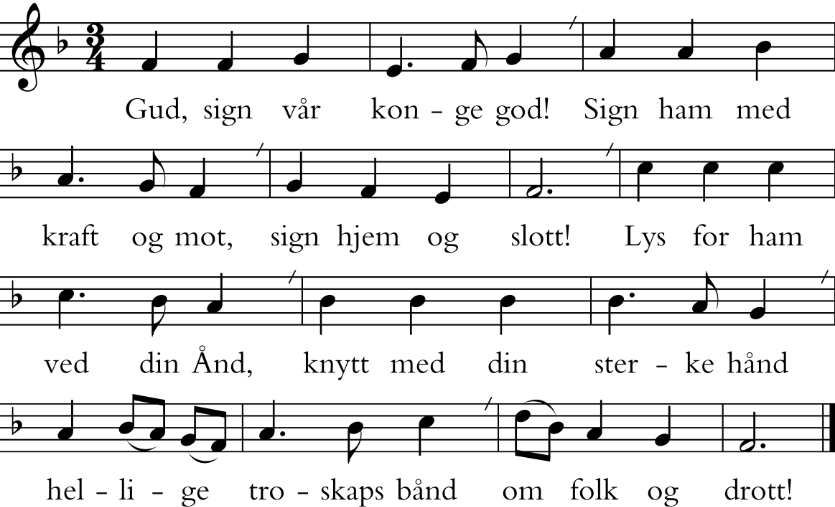 Gud, sign vår kon - ge god! Sign ham med
kraft og mot, sign hjem og slott! Lys for ham
ved din Ånd, knytt med din ster - ke hånd
hel - li - ge tro - skaps bånd om folk og drott!